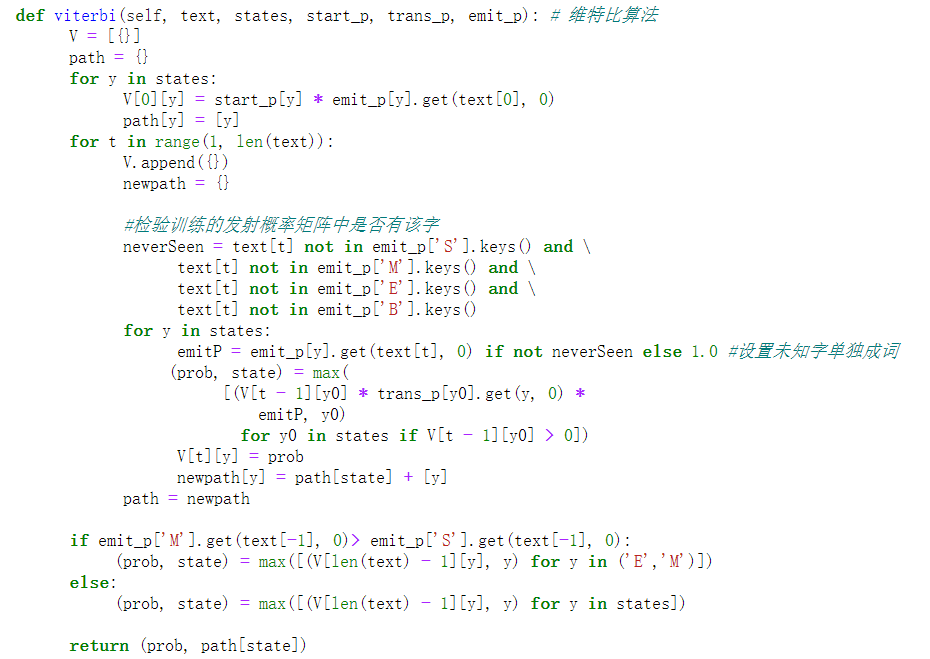 def viterbi(self, text, states, start_p, trans_p, emit_p): # 维特比算法
V = [{}]
path = {}
for y in states:
V[0][y] = start_p[y] * emit_p[y].get(text[0], 0)
path[y] = [y]
for t in range(1, len(text)):
V.append({})
newpath = {}
#检验训练的发射概率矩阵中是否有该字
neverSeen = text[t] not in emit_p['S'].keys() and \
text[t] not in emit_p['M'].keys() and \
text[t] not in emit_p['E'].keys() and \
text[t] not in emit_p['B'].keys()
for y in states:
emitP = emit_p[y].get(text[t], 0) if not neverSeen else 1.0 #设置未知字单独成词
(prob, state) = max(
[(V[t - 1][y0] * trans_p[y0].get(y, 0) *
emitP, y0)
for y0 in states if V[t - 1][y0] > 0])
V[t][y] = prob
newpath[y] = path[state] + [y]
path = newpath
if emit_p['M'].get(text[-1], 0)> emit_p['S'].get(text[-1], 0):
(prob, state) = max([(V[len(text) - 1][y], y) for y in ('E','M')])
else:
(prob, state) = max([(V[len(text) - 1][y], y) for y in states])
return (prob, path[state])